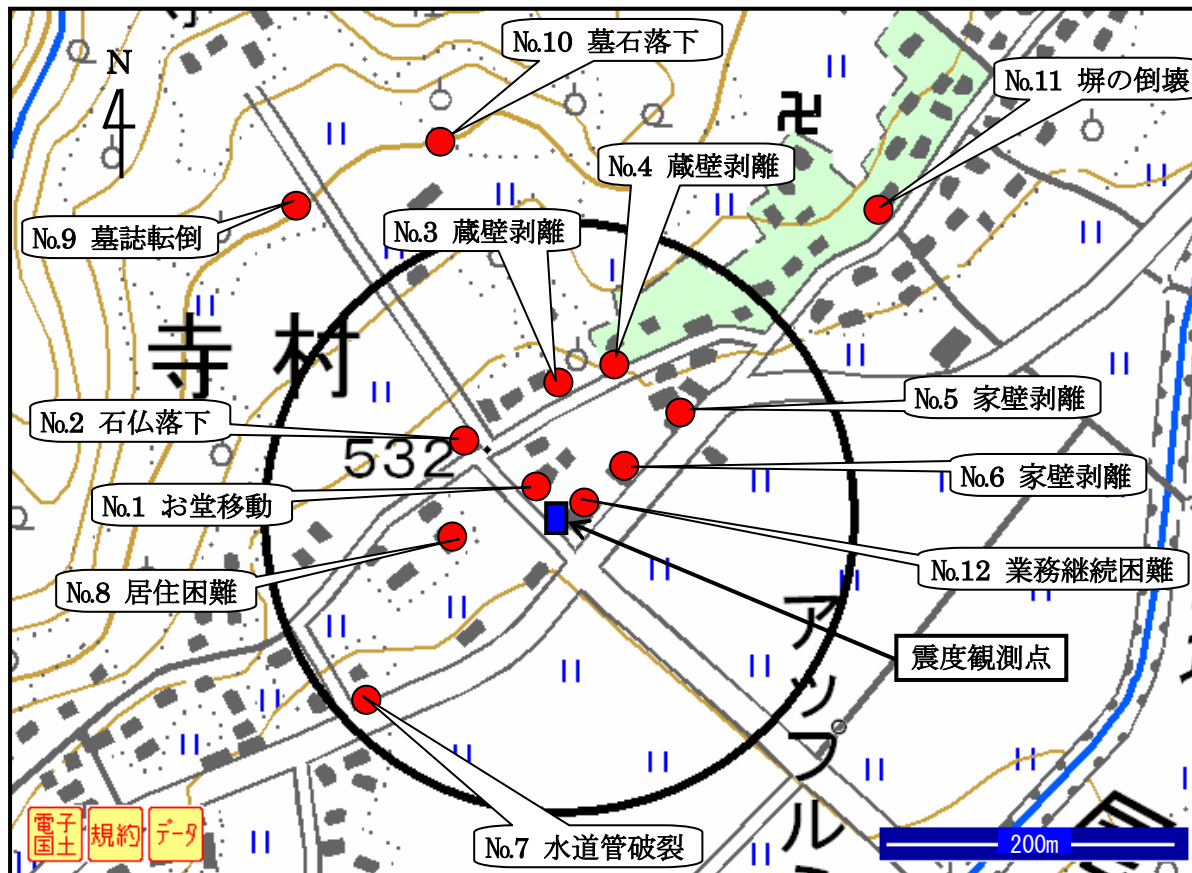 No.10 墓石落下
N
No.11 塀の倒壊
卍
No.4 蔵壁剥離
No.9 墓誌転倒
No.3 蔵壁剥離
寺村
No.5 家壁剥離
No.2 石仏落下
532
No.6 家壁剥離
No.1 お堂移動
No.12 業務継続困難
No.8 居住困難
アップル
震度観測点
電子国土
規約
データ
No.7 水道管破裂
200m